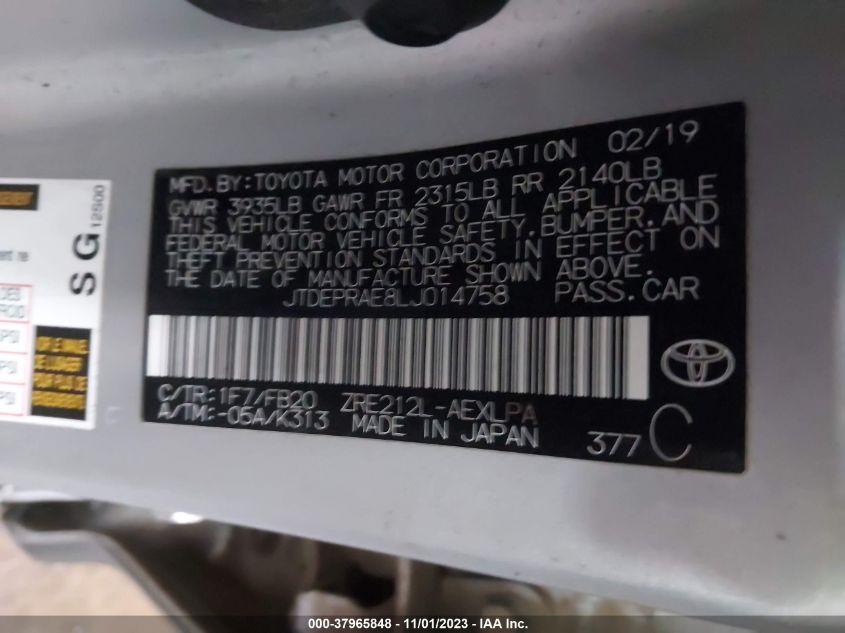 02/19
MFD. BY: TOYOTA MOTOR CORPORATION
GVWR 3935LB GAWR FR 2315LB RR 2140LB
THIS VEHICLE CONFORMS TO ALL APPLICABLE
FEDERAL MOTOR VEHICLE SAFETY, BUMPER, AND
THEFT PREVENTION STANDARDS IN EFFECT ON
THE DATE OF MANUFACTURE SHOWN ABOVE.
JTDEPRAE8LJ014758 PASS. CAR
C/TR: 1F7/FB20 ZRE212L-AEXLPA
A/TM: -05A/K313 MADE IN JAPAN
377 C
SG
12500
000-37965848 - 11/01/2023 - IAA Inc.